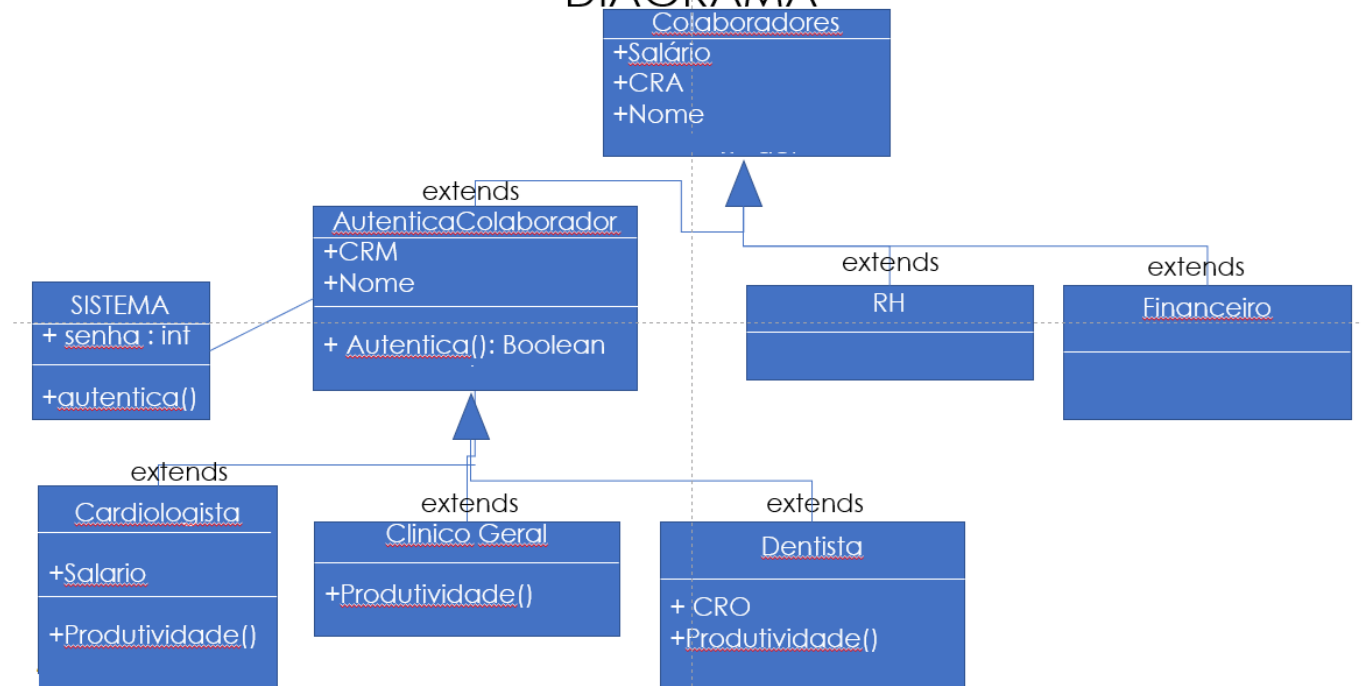 DIAGRAMA
Colaboradores
+Salário
+CRA
+Nome
extends
AutenticaColaborador
+CRM
+Nome
+ Autentica(): Boolean
SISTEMA
+ senha : int
+autentica()
extends
RH
extends
Financeiro
extends
Cardiologista
+Salario
+Produtividade()
extends
Clinico Geral
+Produtividade()
extends
Dentista
+ CRO
+Produtividade()